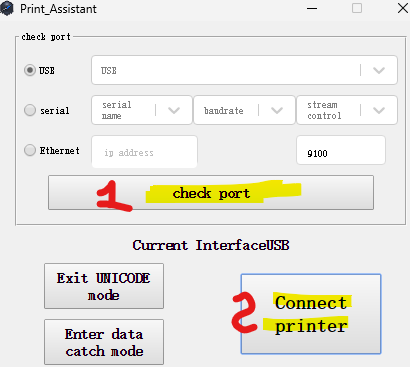 Print_Assistant
check port
USB
USB
serial
serial name
baudrate
stream control
Ethernet
ip address
9100
1
check port
Current InterfaceUSB
Exit UNICODE
mode
2
Connect
printer
Enter data
catch mode